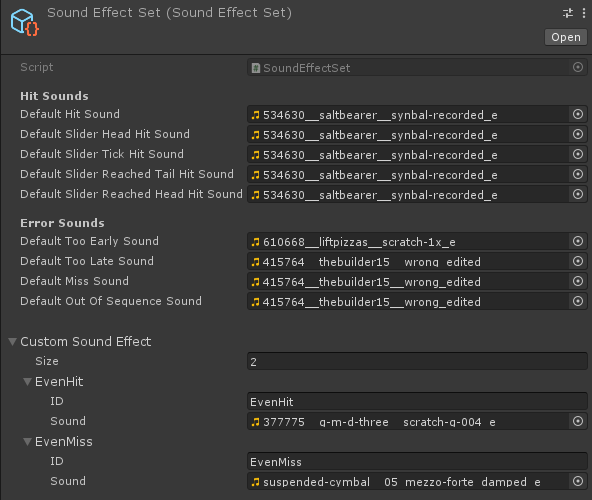 Sound Effect Set (Sound Effect Set)
Open
Script SoundEffectSet
Hit Sounds
Default Hit Sound 534630__saltbearer__synbal-recorded_e
Default Slider Head Hit Sound 534630__saltbearer__synbal-recorded_e
Default Slider Tick Hit Sound 534630__saltbearer__synbal-recorded_e
Default Slider Reached Tail Hit Sound 534630__saltbearer__synbal-recorded_e
Default Slider Reached Head Hit Sound 534630__saltbearer__synbal-recorded_e
Error Sounds
Default Too Early Sound 610668__liftpizzas__scratch-1x_e
Default Too Late Sound 415764__thebuilder15__wrong_edited
Default Miss Sound 415764__thebuilder15__wrong_edited
Default Out Of Sequence Sound 415764__thebuilder15__wrong_edited
Custom Sound Effect
Size 2
EvenHit
ID EvenHit
Sound 377775__g-m-d-three__scratch-g-004_e
EvenMiss
ID EvenMiss
Sound suspended-cymbal__05_mezzo-forte_damped_e